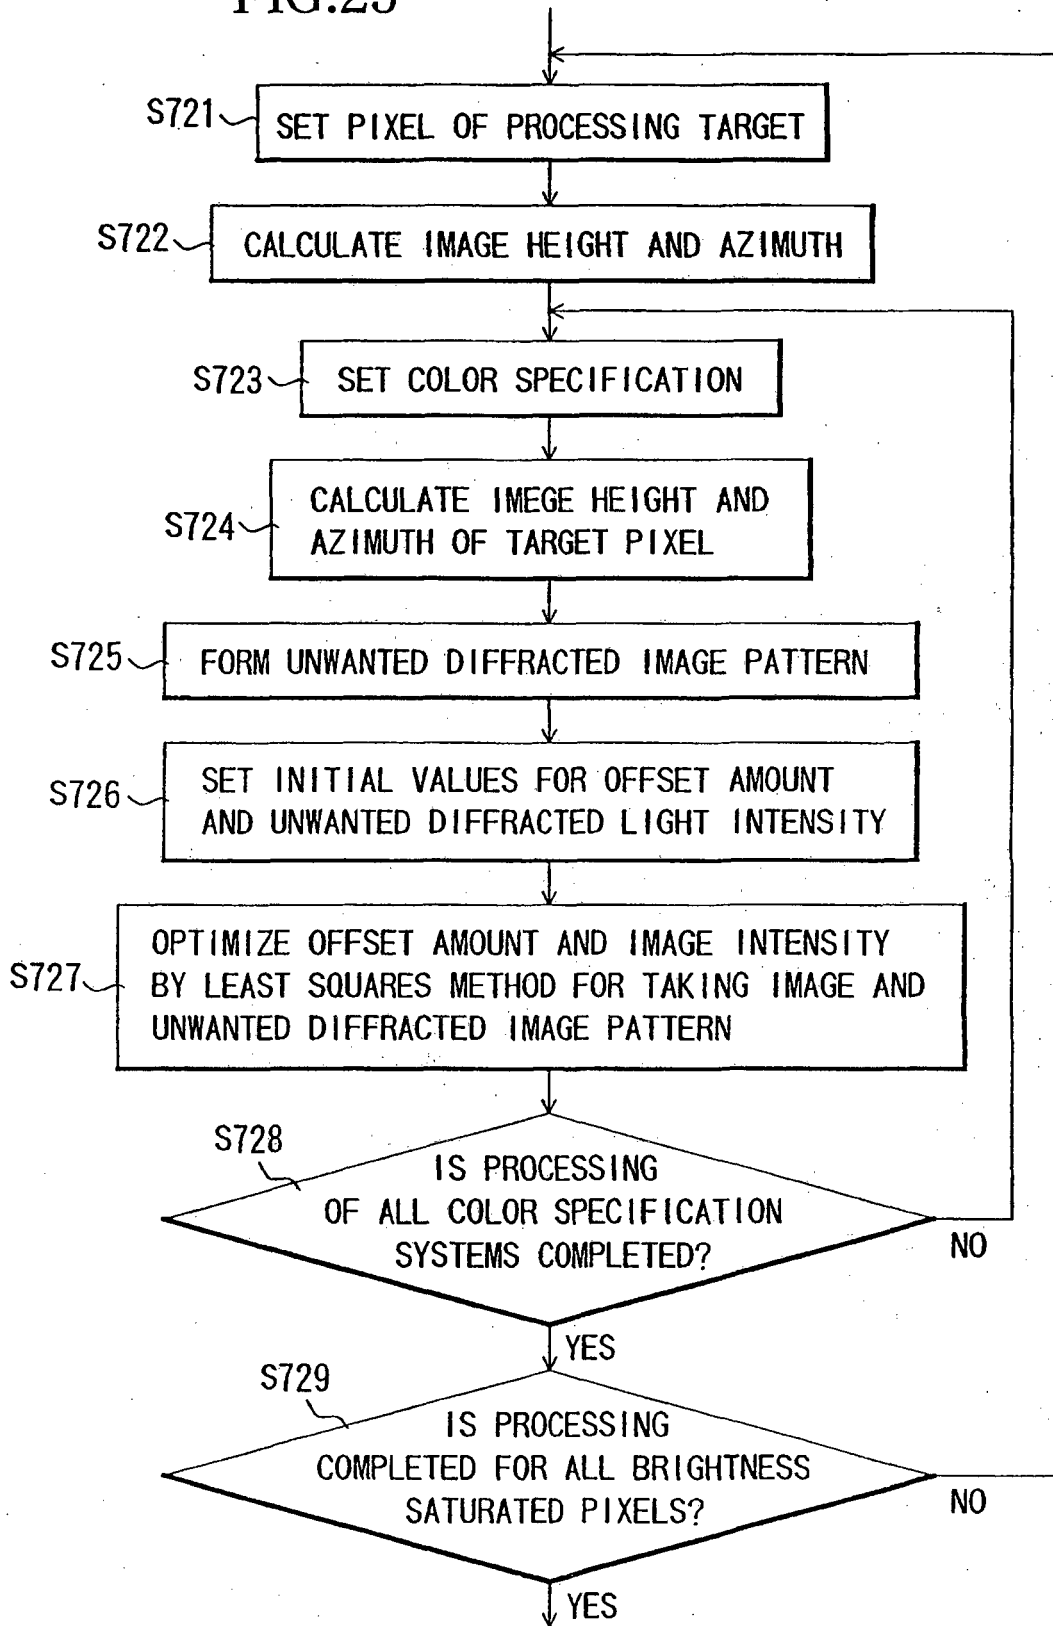 FIG.25
S721
SET PIXEL OF PROCESSING TARGET
S722
CALCULATE IMAGE HEIGHT AND AZIMUTH
S723
SET COLOR SPECIFICATION
S724
CALCULATE IMEGE HEIGHT AND
AZIMUTH OF TARGET PIXEL
S725
FORM UNWANTED DIFFRACTED IMAGE PATTERN
S726
SET INITIAL VALUES FOR OFFSET AMOUNT
AND UNWANTED DIFFRACTED LIGHT INTENSITY
S727
OPTIMIZE OFFSET AMOUNT AND IMAGE INTENSITY
BY LEAST SQUARES METHOD FOR TAKING IMAGE AND
UNWANTED DIFFRACTED IMAGE PATTERN
S728
IS PROCESSING
OF ALL COLOR SPECIFICATION
SYSTEMS COMPLETED?
NO
YES
S729
IS PROCESSING
COMPLETED FOR ALL BRIGHTNESS
SATURATED PIXELS?
NO
YES